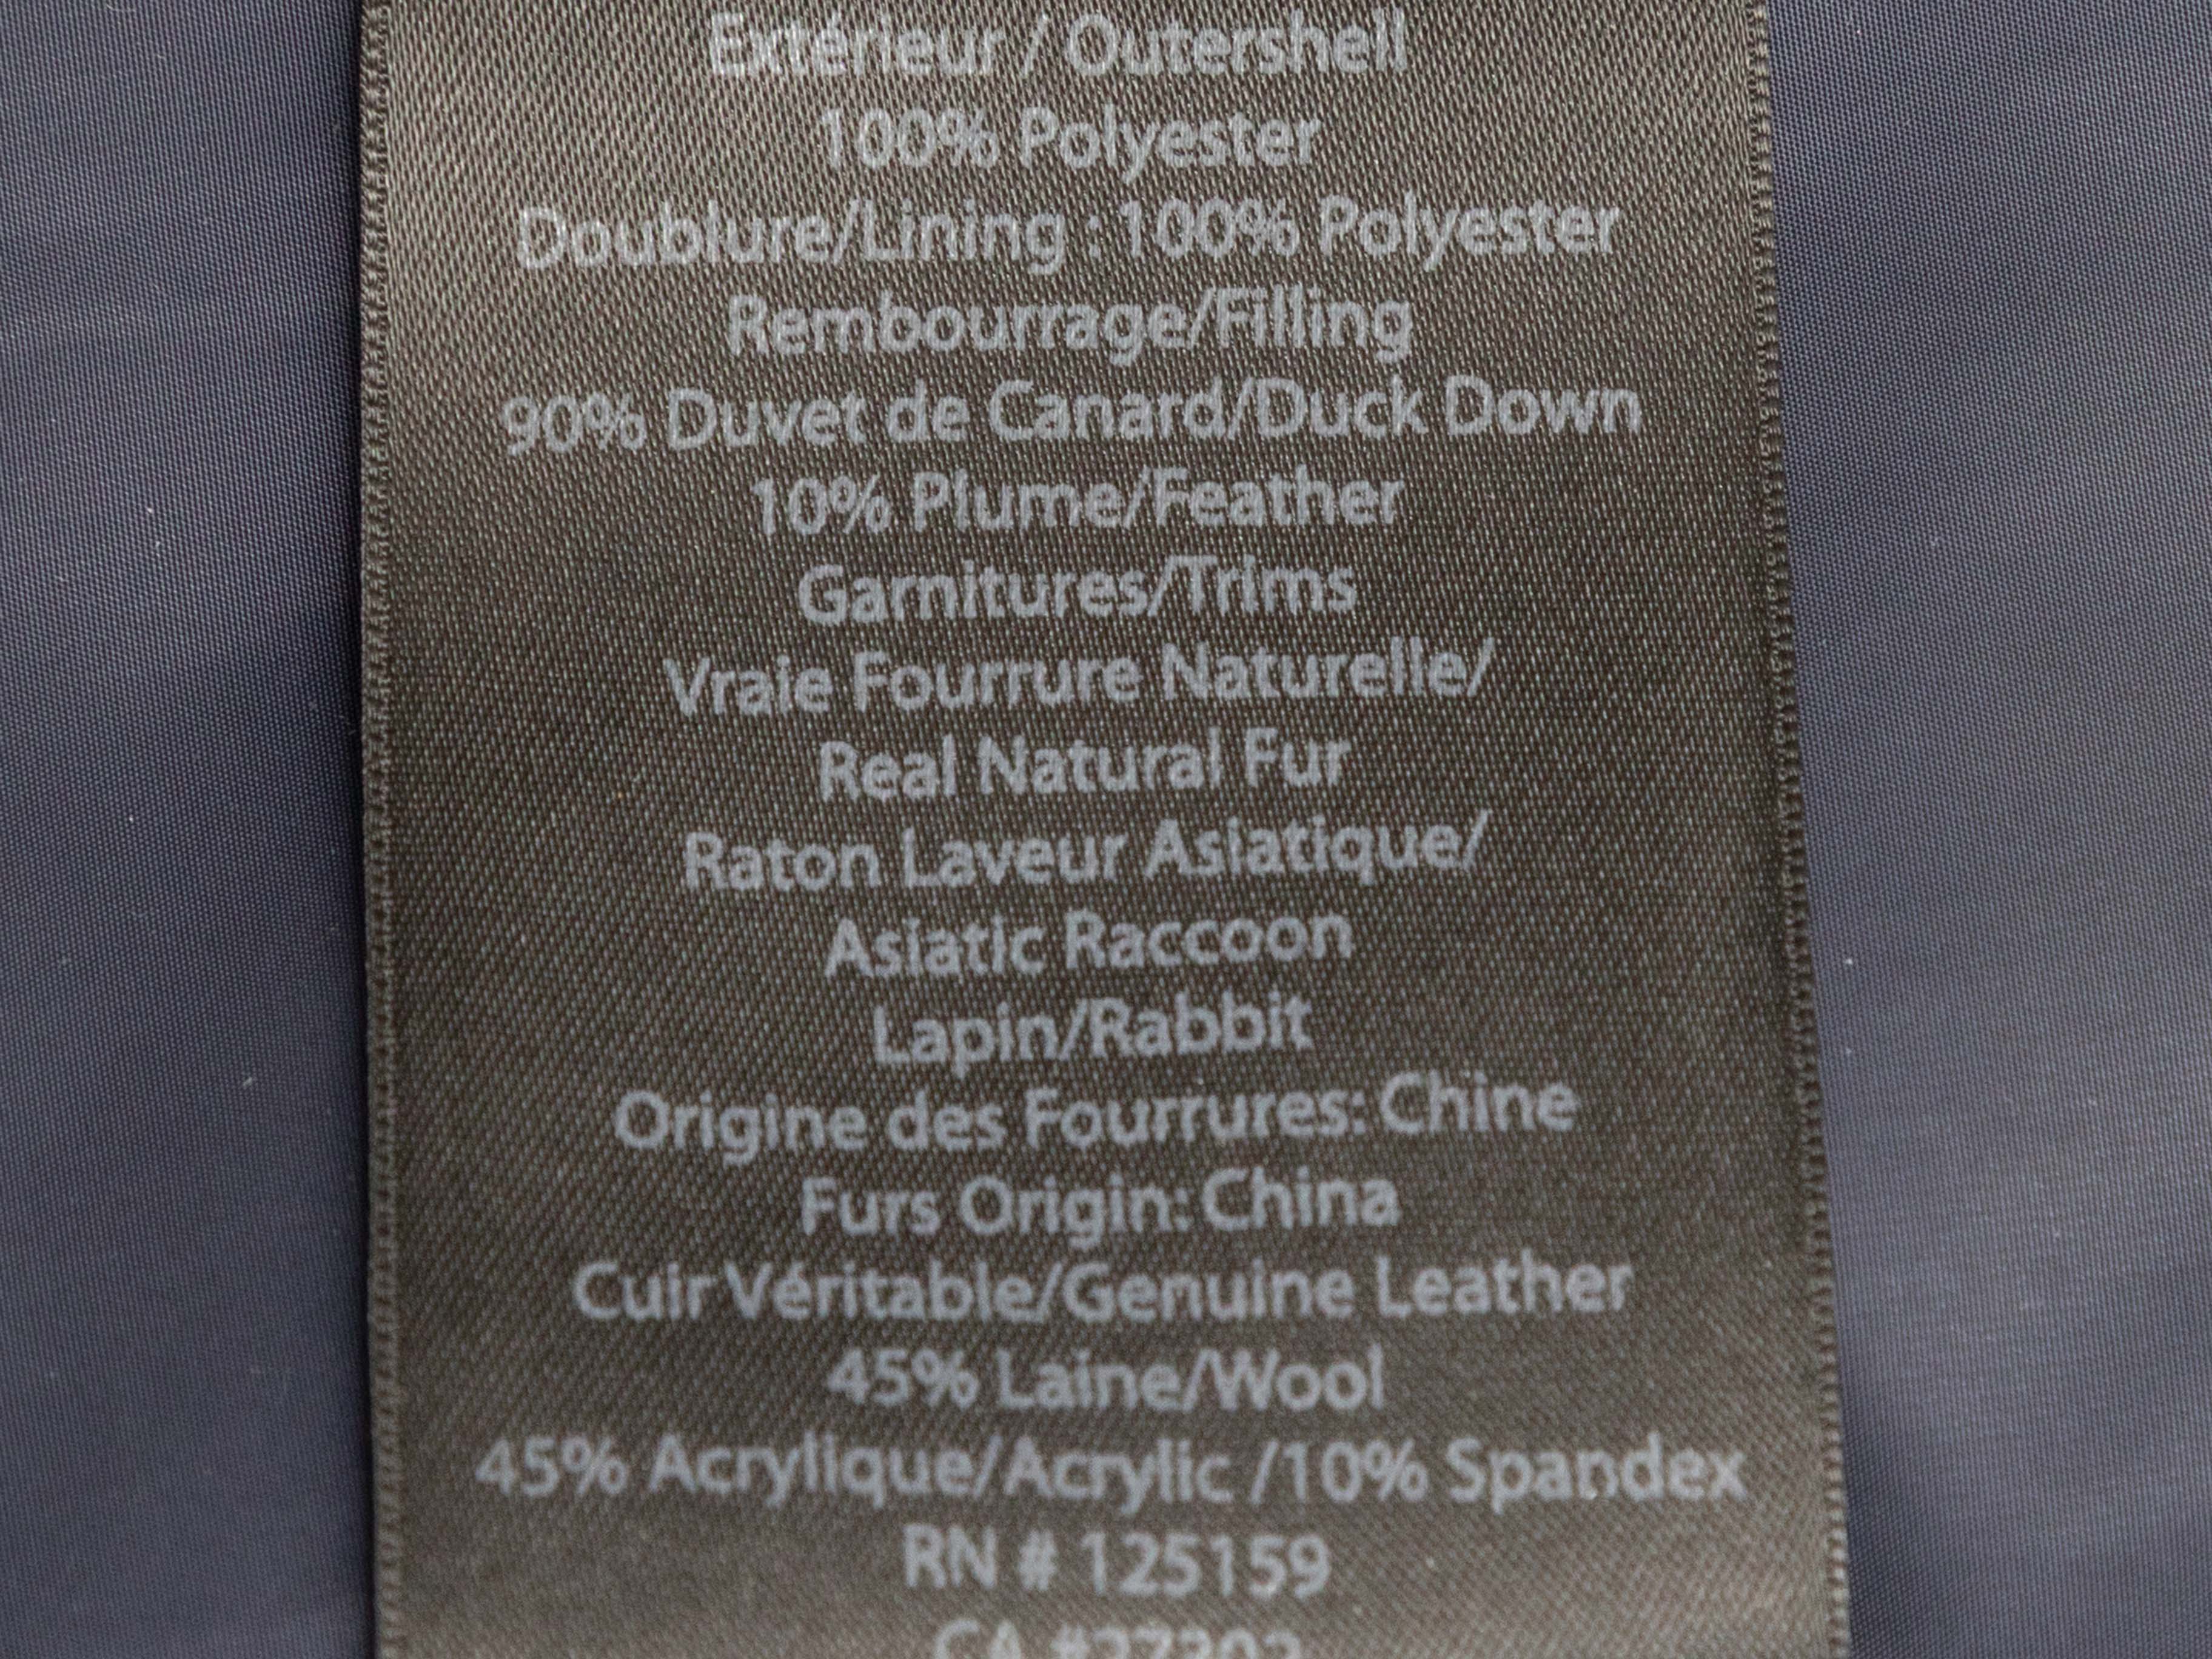 Extérieur / Outershell
100% Polyester
Doublure/Lining : 100% Polyester
Rembourrage/Filling
90% Duvet de Canard/Duck Down
10% Plume/Feather
Garnitures/Trims
Vraie Fourrure Naturelle/
Real Natural Fur
Raton Laveur Asiatique/
Asiatic Raccoon
Lapin/Rabbit
Origine des Fourrures: Chine
Furs Origin: China
Cuir Véritable/Genuine Leather
45% Laine/Wool
45% Acrylique/Acrylic /10% Spandex
RN # 125159
CA